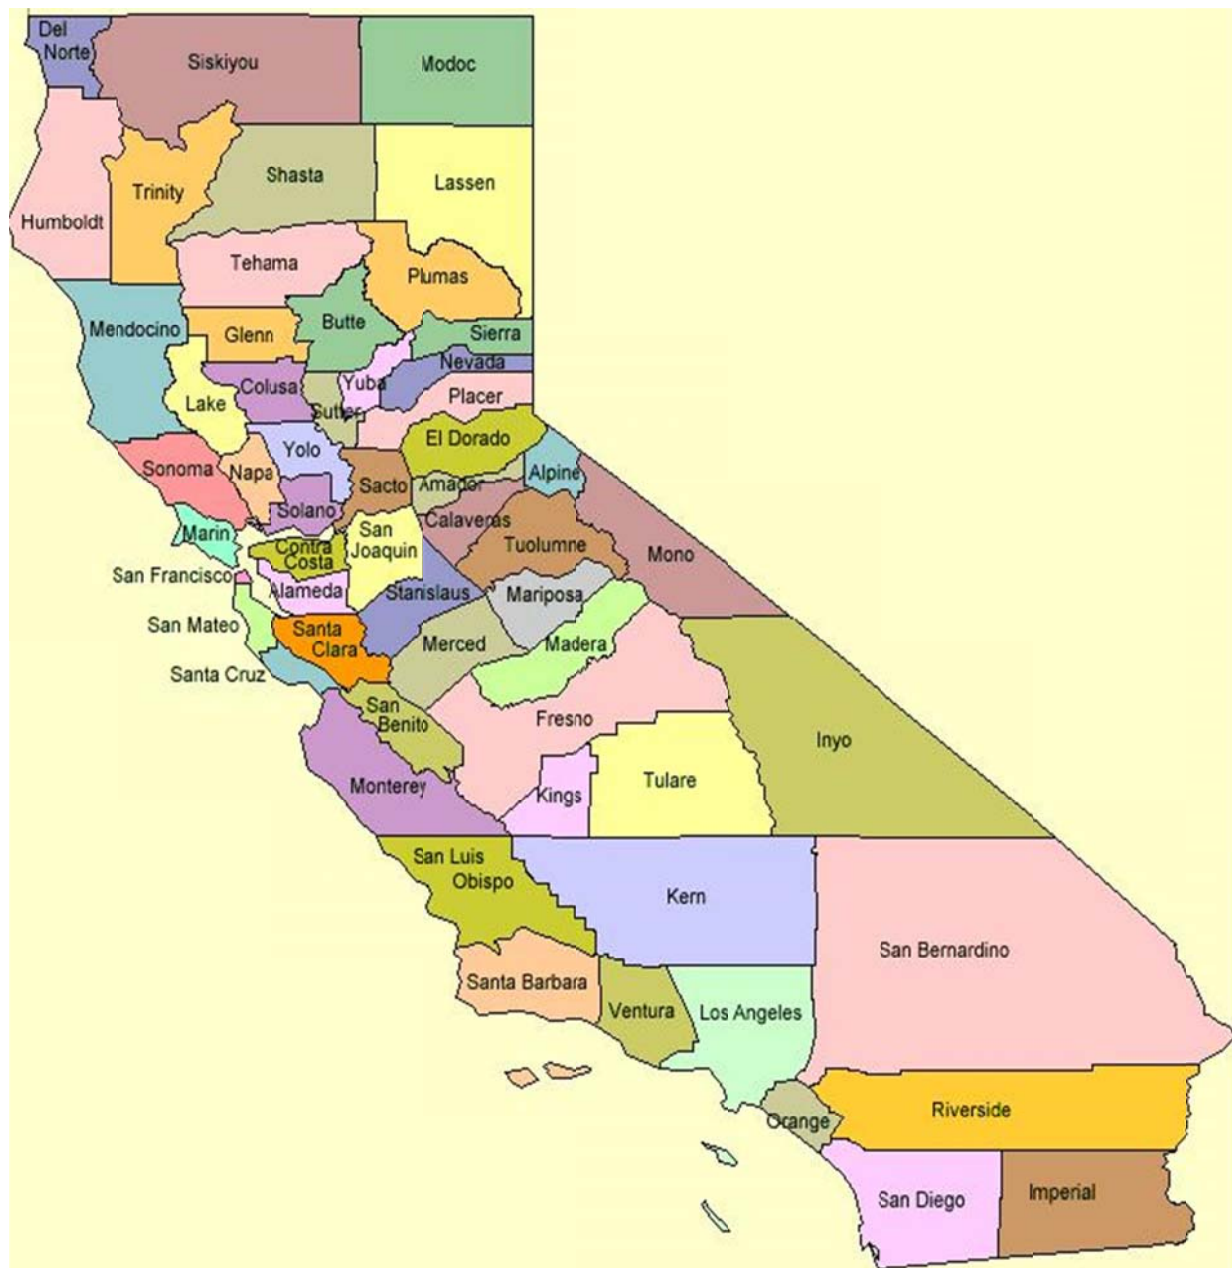 Del
Norte
Siskiyou
Modoc
Shasta
Lassen
Trinity
Humboldt
Tehama
Plumas
Mendocino
Glenn
Butte
Sierra
Nevada
Colusa
Yuba
Placer
Lake
Sutter
El Dorado
Yolo
Sonoma
Napa
Sacto
Amador
Alpine
Solano
Calaveras
Marin
San
Joaquin
Contra
Costa
Tuolumne
Mono
San Francisco
Alameda
Stanislaus
Mariposa
San Mateo
Santa
Clara
Merced
Madera
Santa Cruz
San
Benito
Fresno
Inyo
Monterey
Kings
Tulare
San Luis
Obispo
Kern
San Bernardino
Santa Barbara
Ventura
Los Angeles
Orange
Riverside
San Diego
Imperial